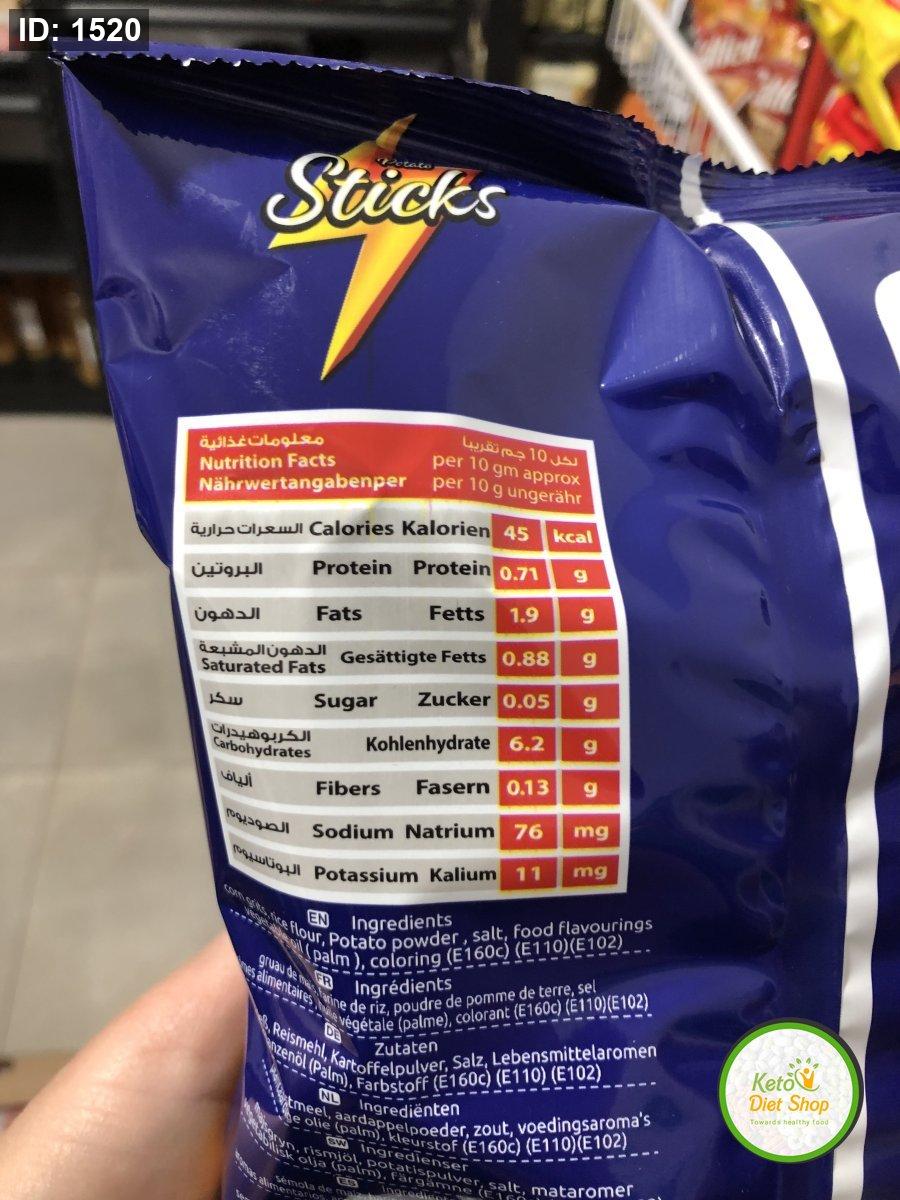 ID: 1520
Potato
Sticks
معلومات غذائية
Nutrition Facts
Nährwertangabenper
لكل 10 جم تقريبا
per 10 gm approx
per 10 g ungerähr
السعرات حرارية Calories Kalorien 45 kcal
البروتين Protein Protein 0.71 g
الدهون Fats Fetts 1.9 g
الدهون المشبعة
Saturated Fats Gesättigte Fetts 0.88 g
سكر Sugar Zucker 0.05 g
الكربوهيدرات
Carbohydrates Kohlenhydrate 6.2 g
ألياف Fibers Fasern 0.13 g
الصوديوم Sodium Natrium 76 mg
البوتاسيوم Potassium Kalium 11 mg
EN Ingredients
corn grits, rice flour, Potato powder, salt, food flavourings
oil (palm), coloring (E160c) (E110)(E102)
FR Ingrédients
gruau de farine de riz, poudre de pomme de terre, sel
alimentaires végétale (palme), colorant (E160c) (E110)(E102)
DE Zutaten
Reismehl, Kartoffelpulver, Salz, Lebensmittelaromen
(Palm), Farbstoff (E160c) (E110) (E102)
NL Ingrediënten
aardappelpoeder, zout, voedingsaroma's
olie (palm), kleurstof (E160c) (E110)(E102)
SW Ingredienser
rismjöl, potatispulver, salt, mataromer
olja (palm), färgämne
ES
sémola de
Keto
Diet Shop
Towards healthy food